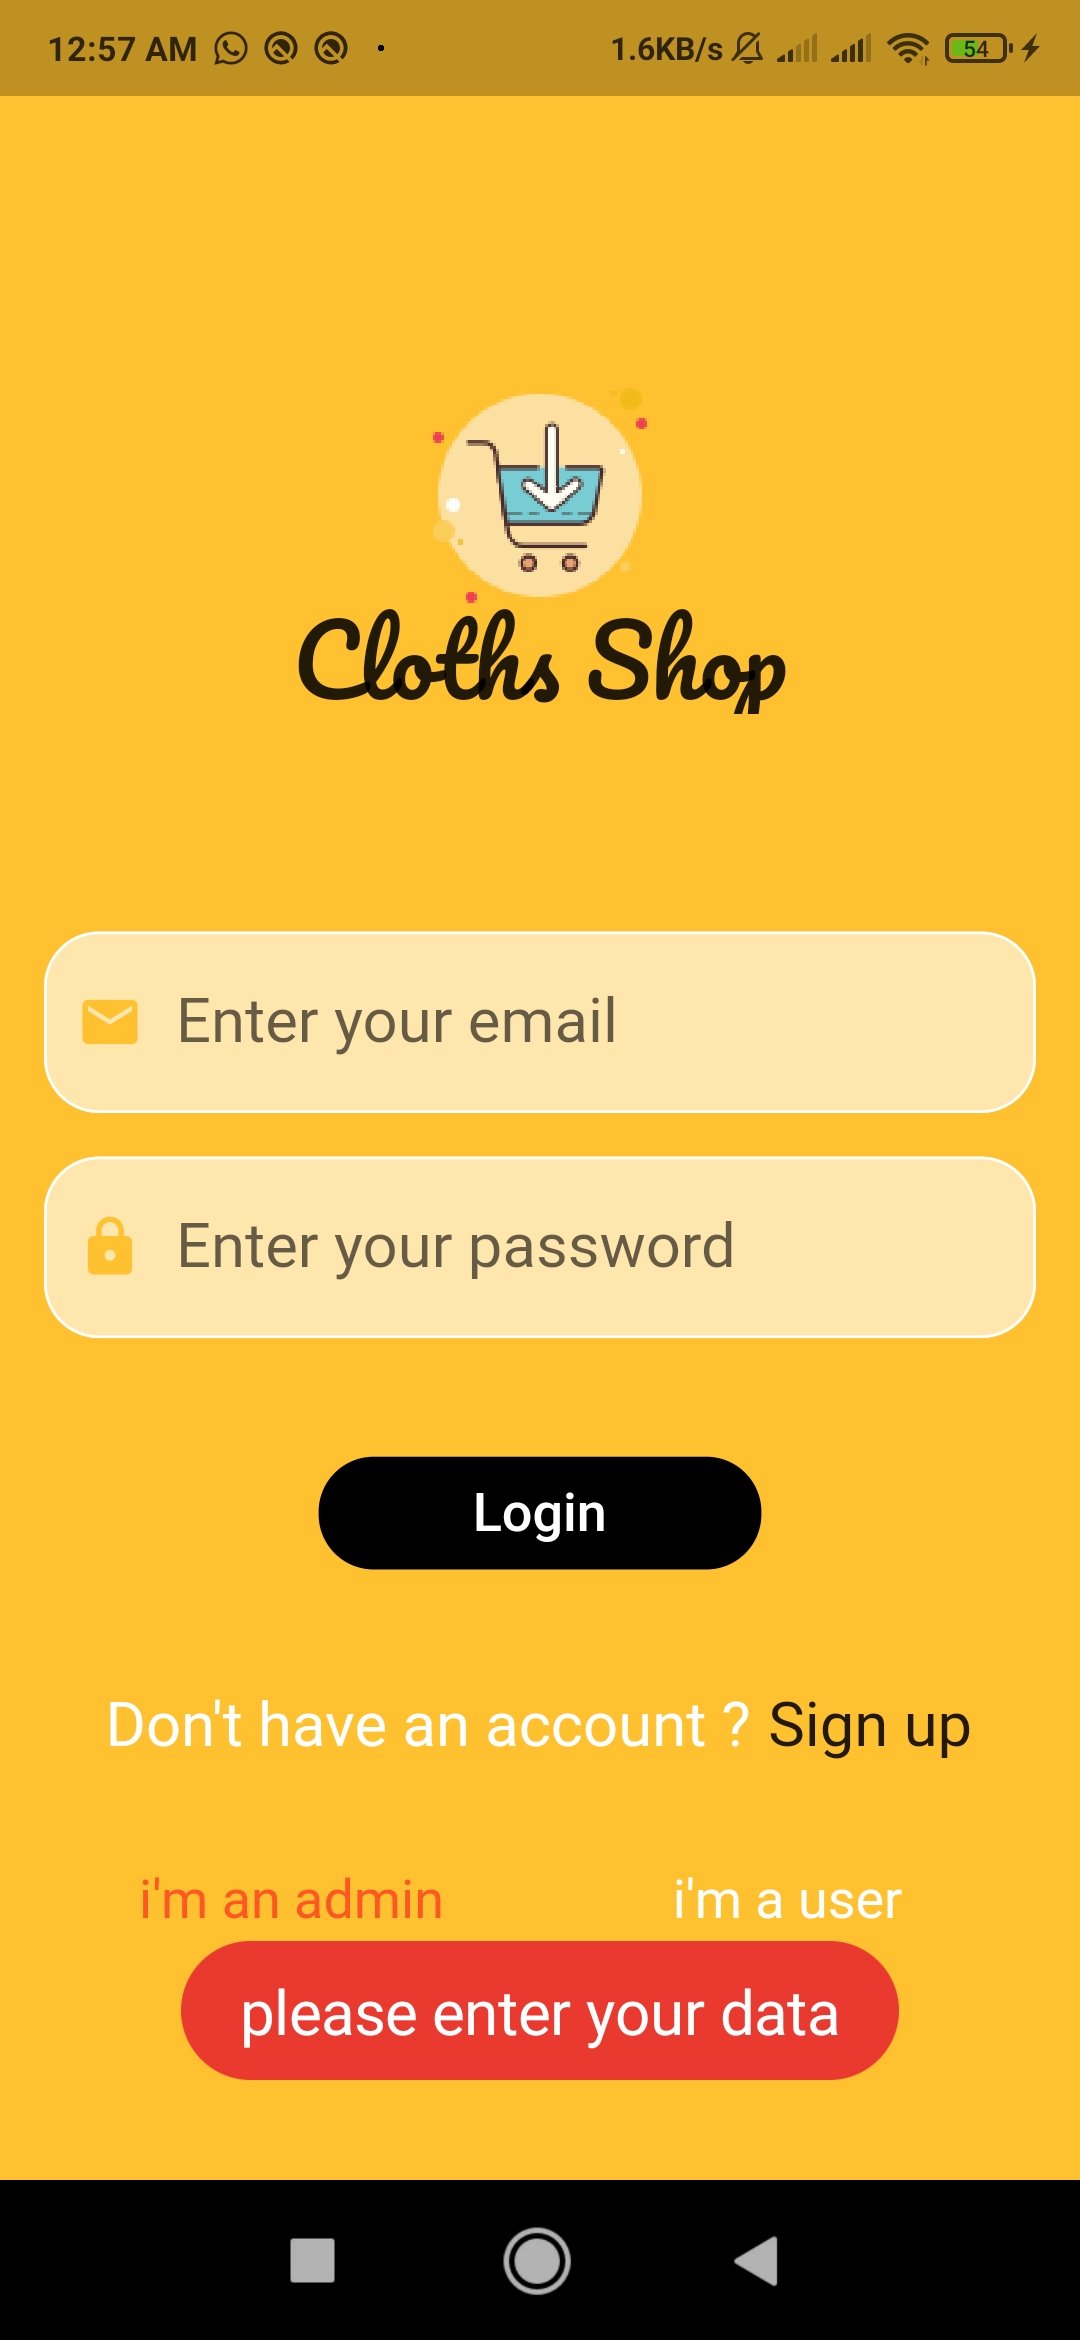 12:57 AM 1.6KB/s 54
Cloths Shop
Enter your email
Enter your password
Login
Don't have an account ? Sign up
i'm an admin i'm a user
please enter your data